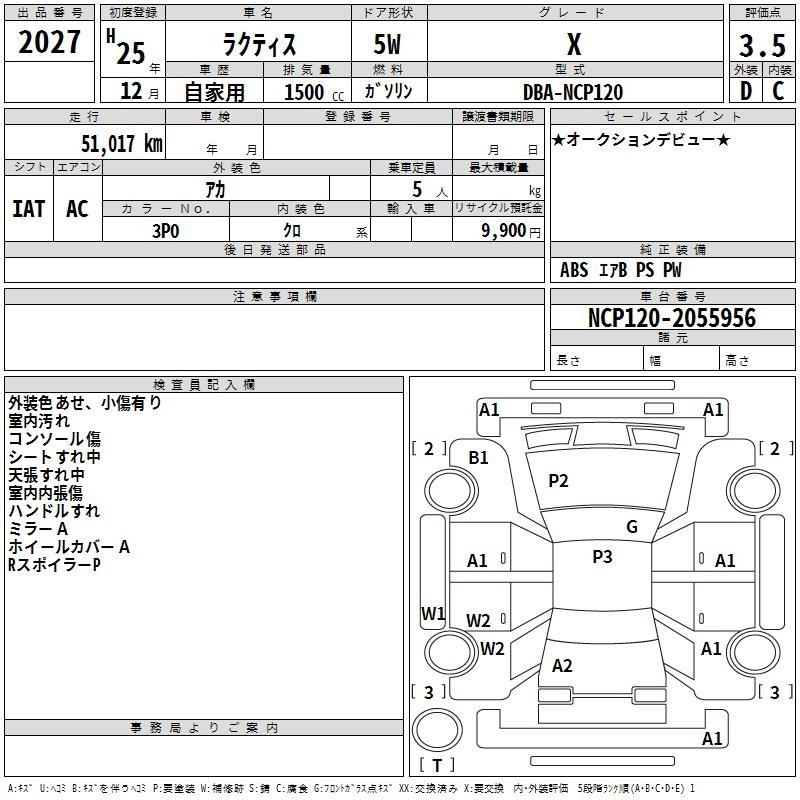 出品番号 初度登録 車名 ドア形状 グレード 評価点
2027 H25年 ラクティス 5W X 3.5
車歴 排気量 燃料 型式 外装 内装
12月 自家用 1500 CC ガソリン DBA-NCP120 D C
走行 車検 登録番号 譲渡書類期限 セールスポイント
51,017 km 年 月 月 日 ★オークションデビュー★
シフト エアコン 外装色 乗車定員 最大積載量
IAT AC アカ 5 人 kg
カラーNo. 内装色 輸入車 リサイクル預託金
3P0 クロ 系 9,900円
後日発送部品 純正装備
ABS エアB PS PW
注意事項欄 車台番号
NCP120-2055956
諸元
長さ 幅 高さ
検査員記入欄
外装色あせ、小傷有り
室内汚れ
コンソール傷
シートすれ中
天張すれ中
室内内張傷
ハンドルすれ
ミラーA
ホイールカバーA
RスポイラーP
A1 A1
[ 2 ] [ 2 ]
B1
P2
G
P3
A1 A1
W1
W2
W2 A1
A2
[ 3 ] [ 3 ]
A1
[ T ]
事務局よりご案内
A:キズ U:ヘコミ B:キズを伴うヘコミ P:要塗装 W:補修跡 S:錆 C:腐食 G:フロントガラス点キズ XX:交換済み X:要交換 内・外装評価 5段階ランク順(A・B・C・D・E) 1